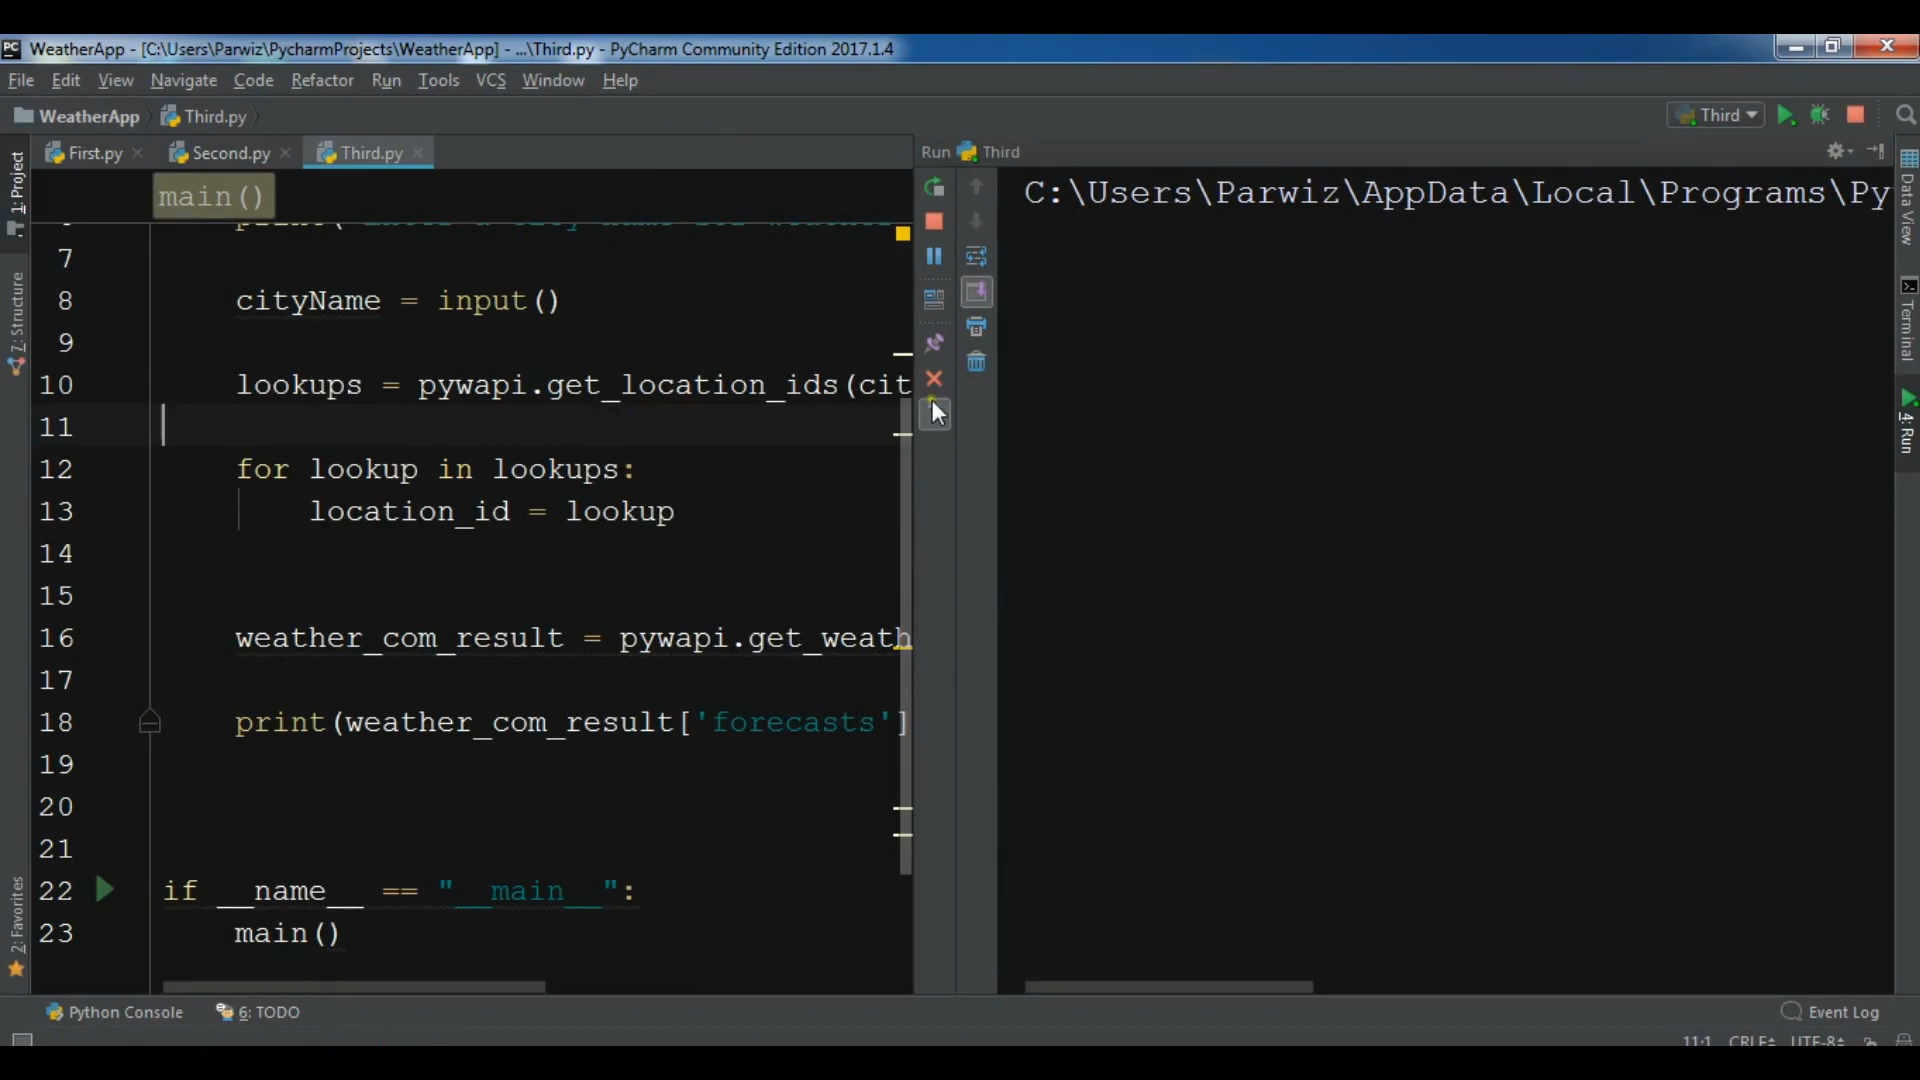 WeatherApp - [C:\Users\Parwiz\PycharmProjects\WeatherApp] - ...\Third.py - PyCharm Community Edition 2017.1.4
File Edit View Navigate Code Refactor Run Tools VCS Window Help
WeatherApp Third.py
Third
First.py Second.py Third.py
Run Third
main()
C:\Users\Parwiz\AppData\Local\Programs\Py
7
8 cityName = input()
9
10 lookups = pywapi.get_location_ids(cit
11
12 for lookup in lookups:
13 location_id = lookup
14
15
16 weather_com_result = pywapi.get_weath
17
18 print(weather_com_result['forecasts']
19
20
21
22 if __name__ == "__main__":
23 main()
1: Project
7: Structure
2: Favorites
Data View
Terminal
4: Run
Python Console 6: TODO
Event Log
11:1 CRLF UTF-8